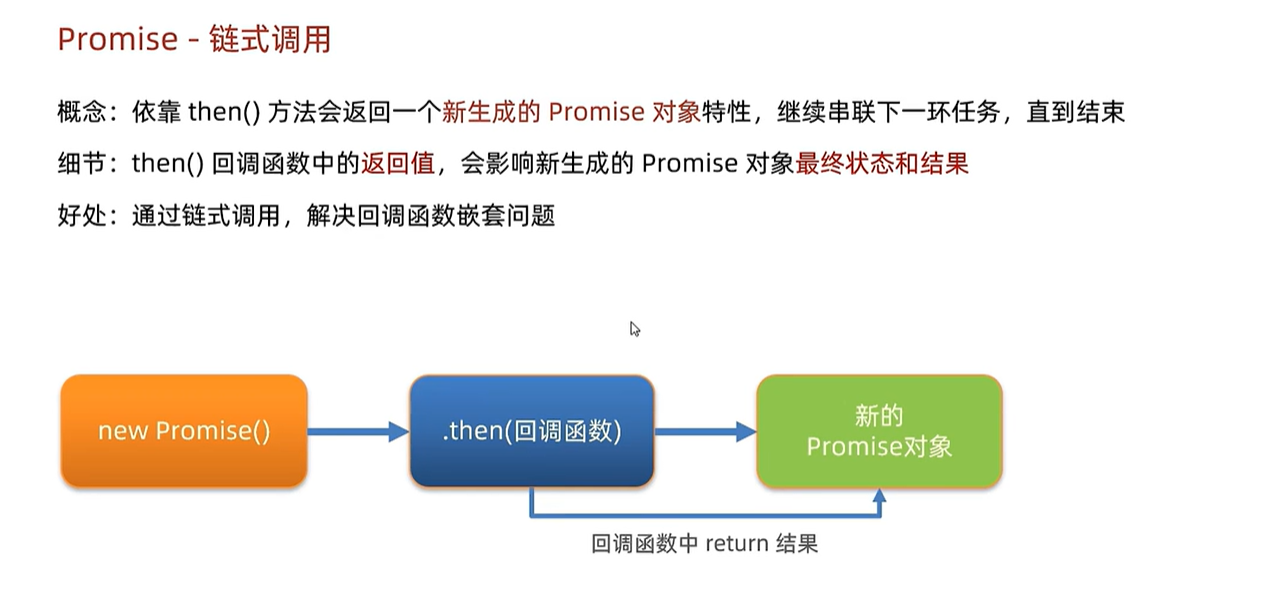 Promise - 链式调用
概念：依靠 then() 方法会返回一个新生成的 Promise 对象特性，继续串联下一环任务，直到结束
细节：then() 回调函数中的返回值，会影响新生成的 Promise 对象最终状态和结果
好处：通过链式调用，解决回调函数嵌套问题
new Promise()
.then(回调函数)
新的
Promise对象
回调函数中 return 结果